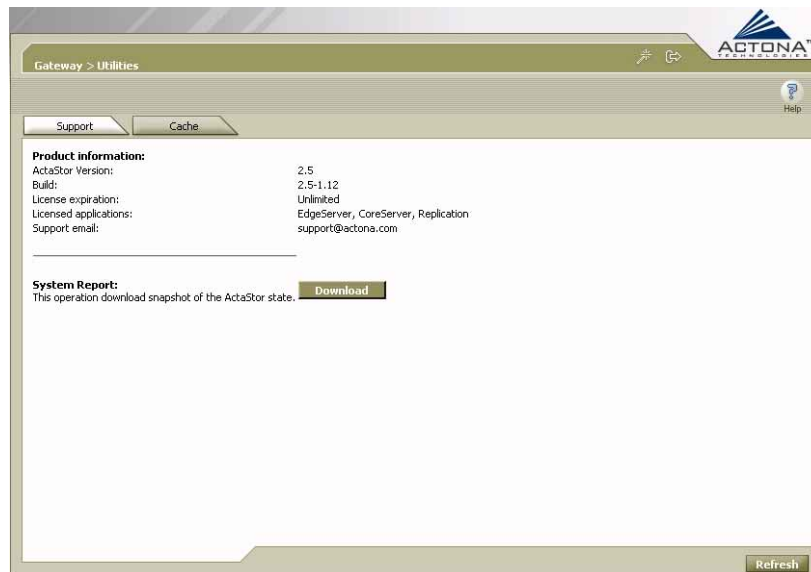 ACTONA™
TECHNOLOGIES
Gateway > Utilities
Help
Support Cache
Product information:
ActaStor Version: 2.5
Build: 2.5-1.12
License expiration: Unlimited
Licensed applications: EdgeServer, CoreServer, Replication
Support email: support@actona.com
System Report:
This operation download snapshot of the ActaStor state. Download
Refresh